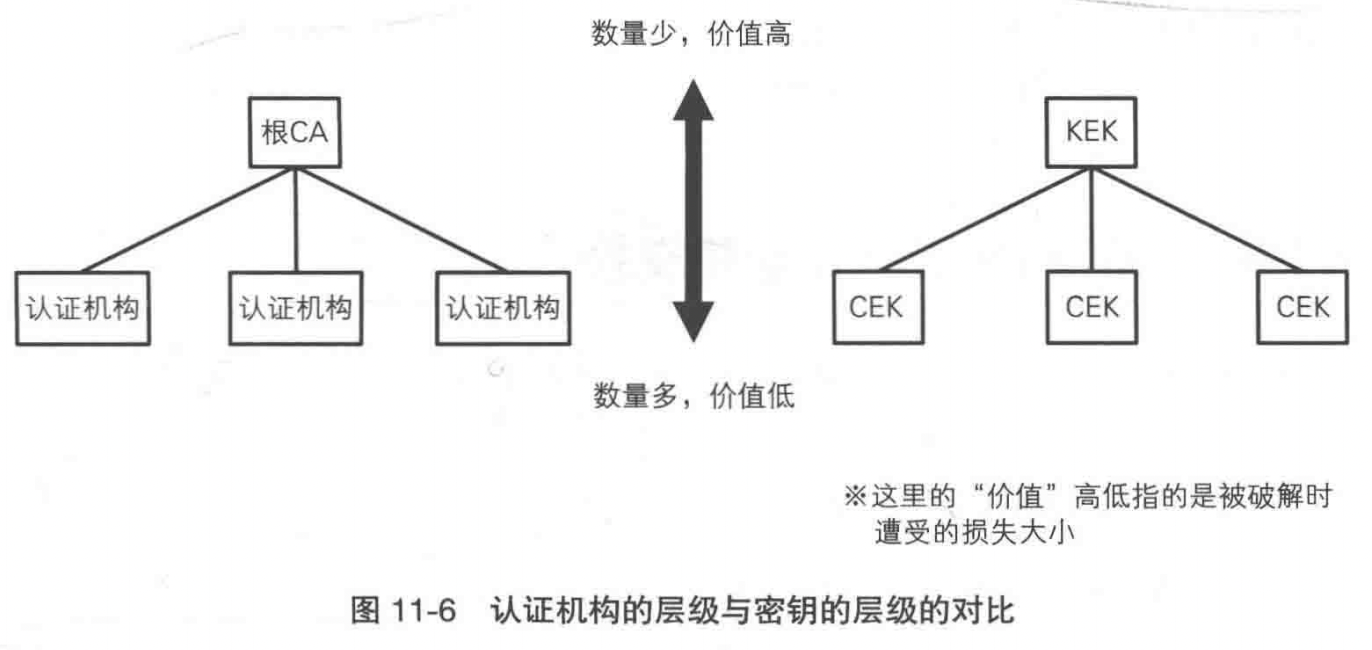 数量少，价值高
根CA
KEK
认证机构
认证机构
认证机构
CEK
CEK
CEK
数量多，价值低
※这里的“价值”高低指的是被破解时
遭受的损失大小
图 11-6 认证机构的层级与密钥的层级的对比